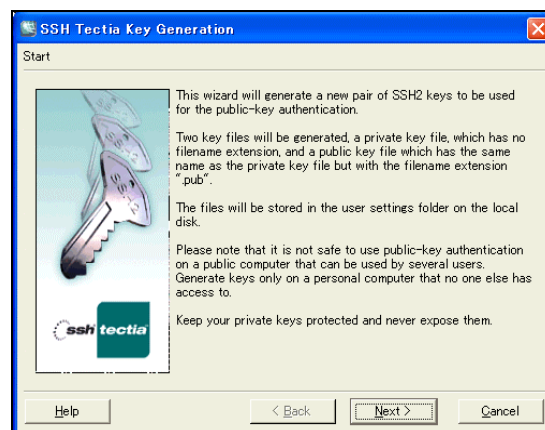 SSH Tectia Key Generation
Start
This wizard will generate a new pair of SSH2 keys to be used
for the public-key authentication.
Two key files will be generated, a private key file, which has no
filename extension, and a public key file which has the same
name as the private key file but with the filename extension
".pub".
The files will be stored in the user settings folder on the local
disk.
Please note that it is not safe to use public-key authentication
on a public computer that can be used by several users.
Generate keys only on a personal computer that no one else has
access to.
Keep your private keys protected and never expose them.
SSH2
SSH2
ssh tectia
Help
< Back
Next >
Cancel